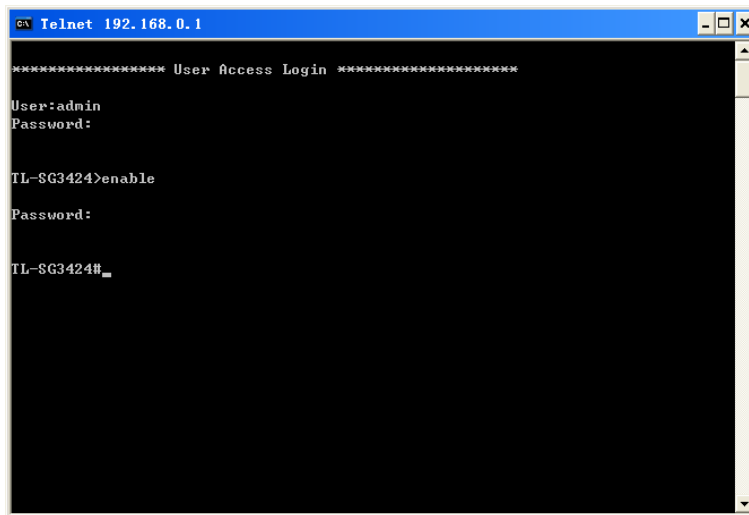 Telnet 192.168.0.1
***************** User Access Login ********************
User:admin
Password:
TL-SG3424>enable
Password:
TL-SG3424#_